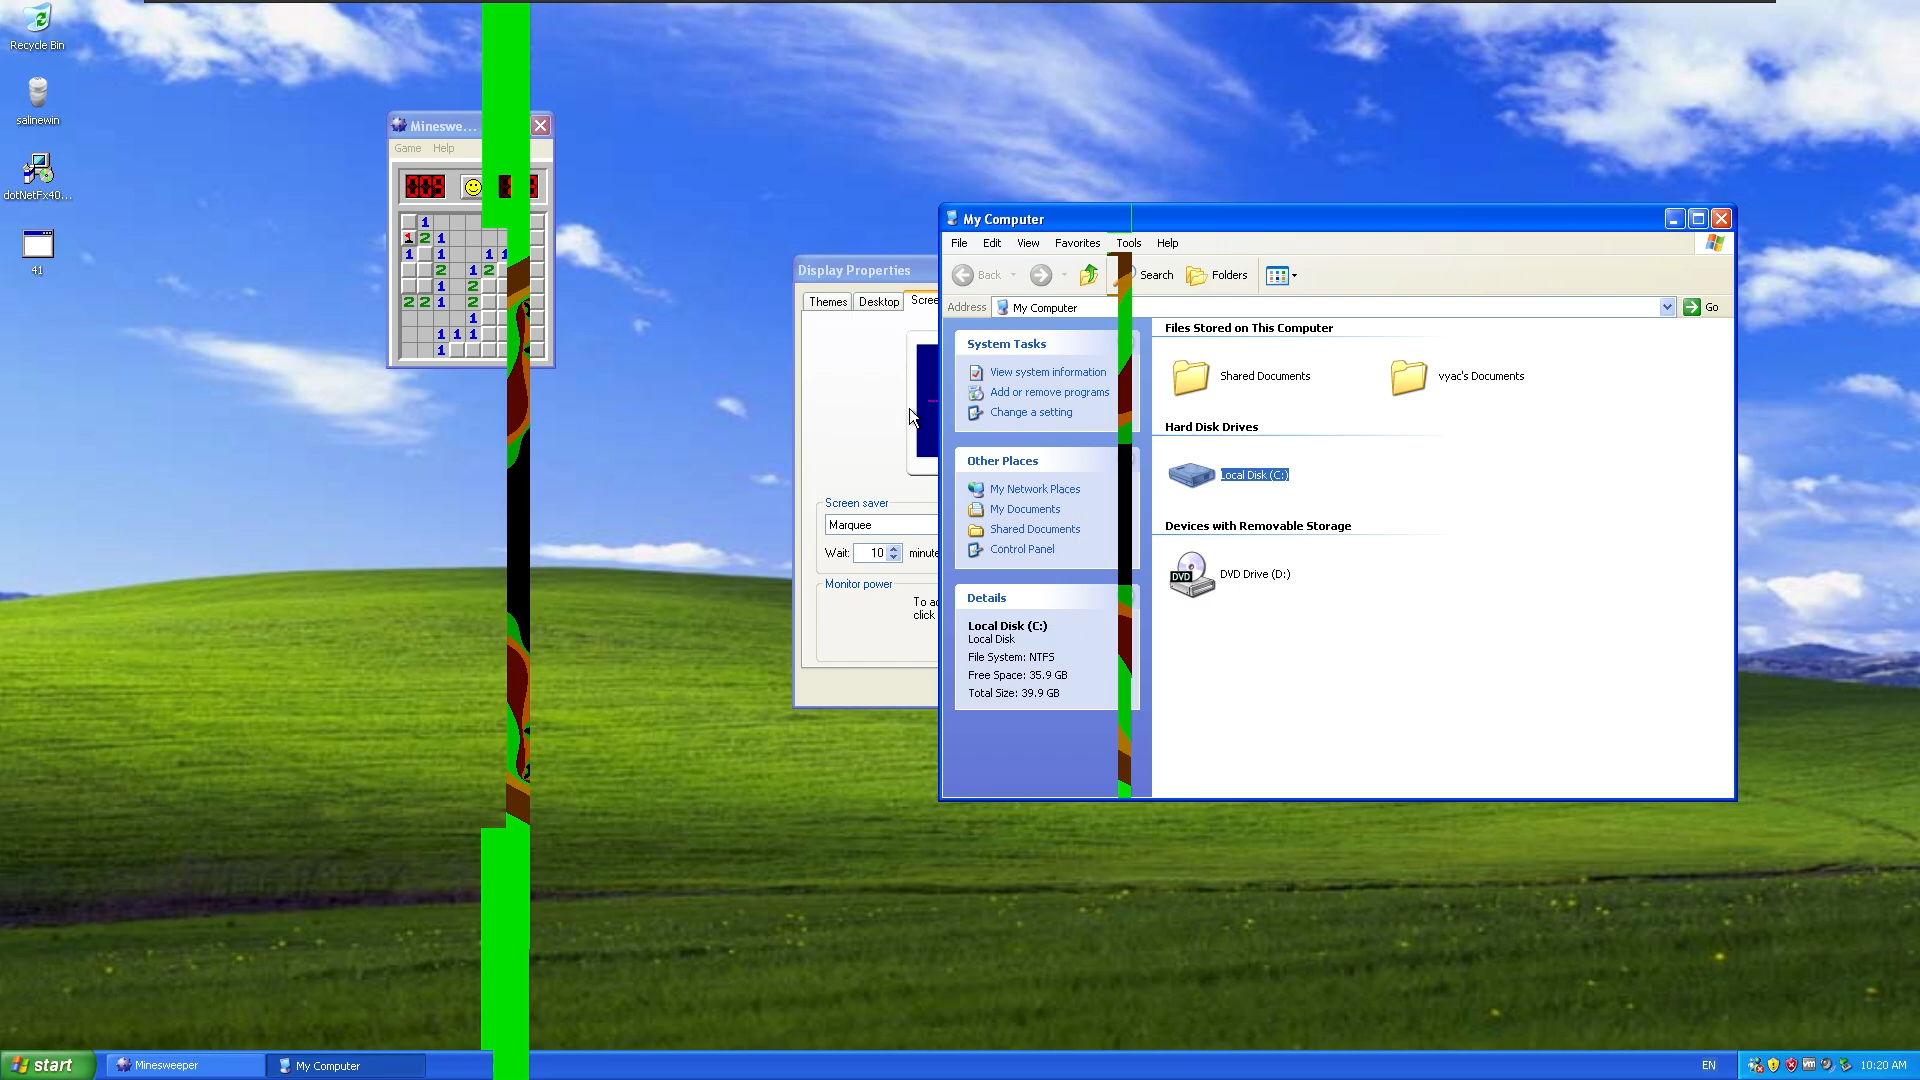 Recycle Bin
salinewin
dotNetFx40...
41
Mineswe...
Game Help
009
1
1 2 1
1 1 1 1
2 1 2
1 2
2 2 1 2
1
1 1 1
1
Display Properties
Themes Desktop Scree
Screen saver
Marquee
Wait: 10 minute
Monitor power
To ad
click
My Computer
File Edit View Favorites Tools Help
Back Search Folders
Address My Computer Go
System Tasks
View system information
Add or remove programs
Change a setting
Other Places
My Network Places
My Documents
Shared Documents
Control Panel
Details
Local Disk (C:)
Local Disk
File System: NTFS
Free Space: 35.9 GB
Total Size: 39.9 GB
Files Stored on This Computer
Shared Documents vyac's Documents
Hard Disk Drives
Local Disk (C:)
Devices with Removable Storage
DVD
DVD Drive (D:)
start Minesweeper My Computer EN vm 10:20 AM